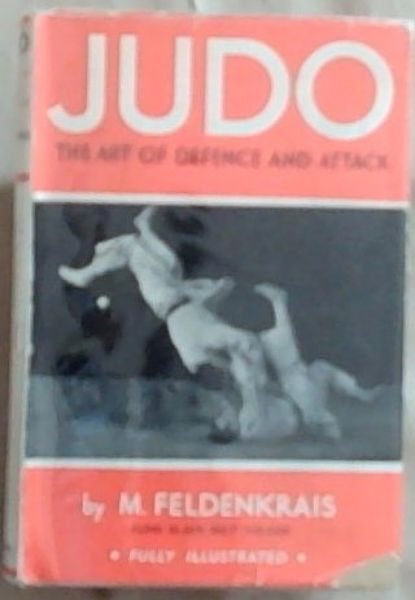 JUDO
THE ART OF DEFENCE AND ATTACK
by M. FELDENKRAIS
• FULLY ILLUSTRATED •